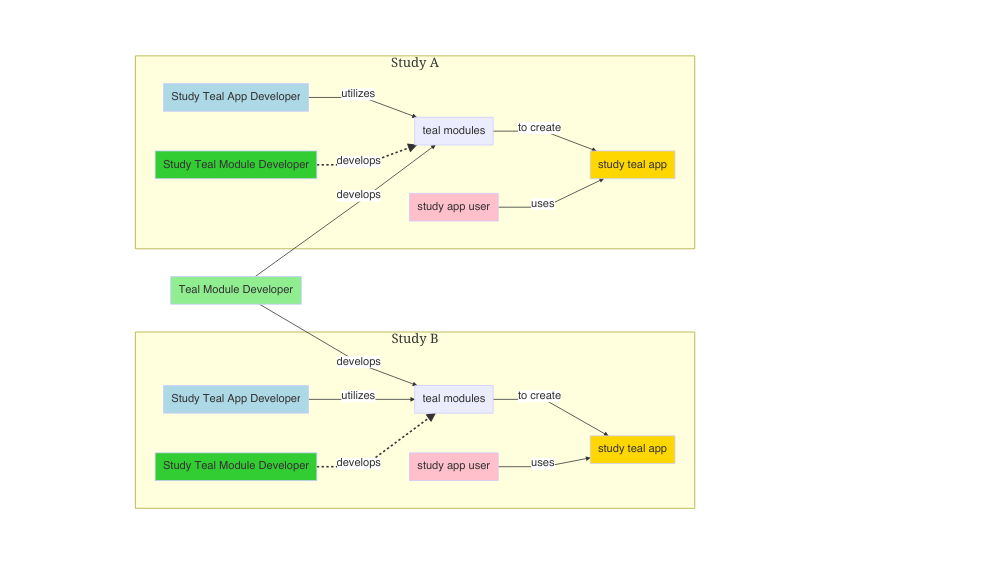 Study A
Study Teal App Developer
utilizes
teal modules
to create
Study Teal Module Developer
develops
study teal app
develops
study app user
uses
Teal Module Developer
Study B
develops
Study Teal App Developer
utilizes
teal modules
to create
study teal app
Study Teal Module Developer
develops
study app user
uses